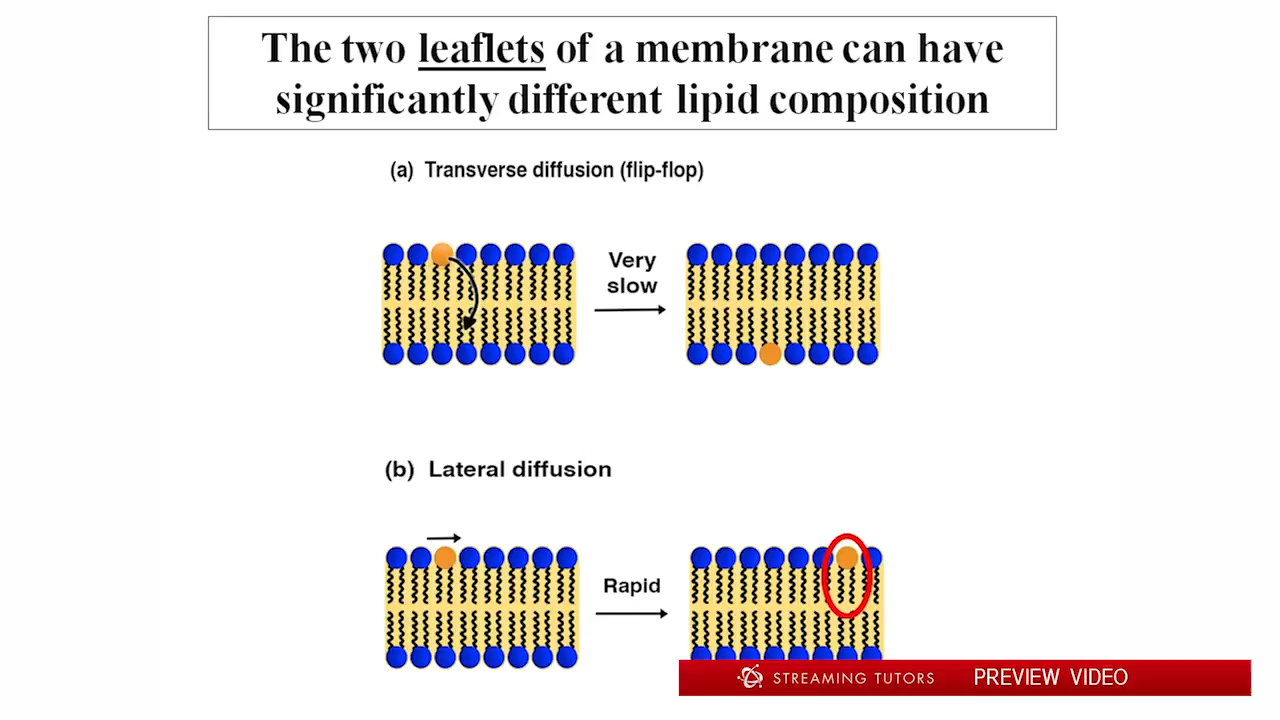 The two leaflets of a membrane can have
significantly different lipid composition
(a) Transverse diffusion (flip-flop)
Very
slow
(b) Lateral diffusion
Rapid
STREAMING TUTORS PREVIEW VIDEO